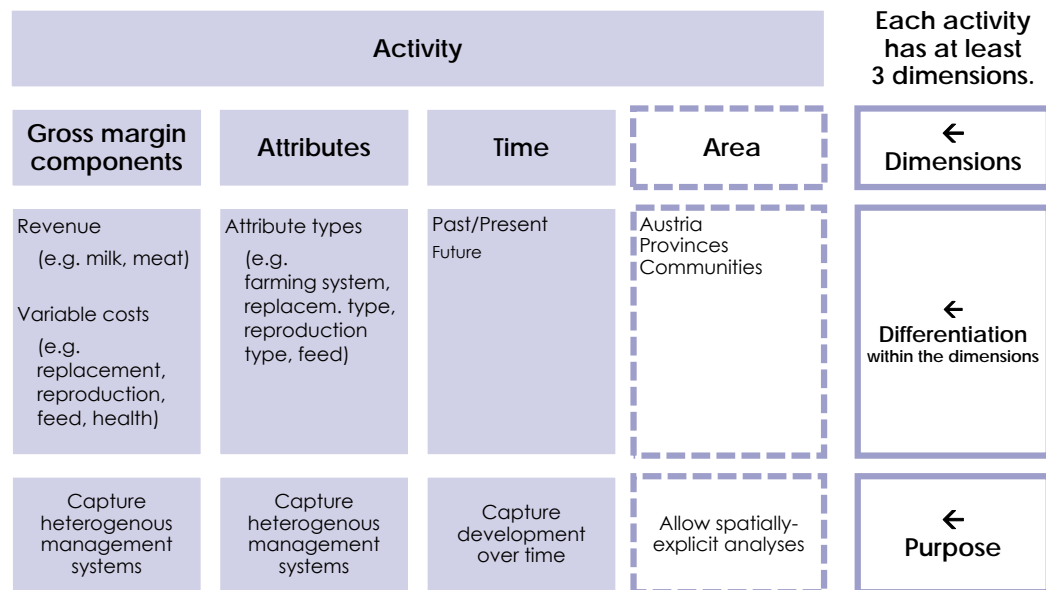 Activity
Each activity
has at least
3 dimensions.
Gross margin
components
Attributes
Time
Area
←
Dimensions
Revenue
(e.g. milk, meat)
Variable costs
(e.g.
replacement,
reproduction,
feed, health)
Attribute types
(e.g.
farming system,
replacem. type,
reproduction
type, feed)
Past/Present
Future
Austria
Provinces
Communities
←
Differentiation
within the dimensions
Capture
heterogenous
management
systems
Capture
heterogenous
management
systems
Capture
development
over time
Allow spatially-
explicit analyses
←
Purpose